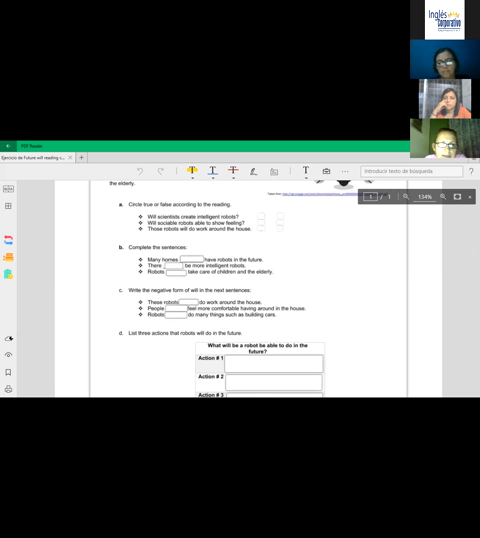 Inglés
Corporativo
PDF Reader
Ejercicio de Future will reading c...
Introducir texto de búsqueda
1 / 1
134%
the elderly.
a. Circle true or false according to the reading.
❖ Will scientists create intelligent robots?
❖ Will sociable robots able to show feeling?
❖ Those robots will do work around the house.
b. Complete the sentences:
❖ Many homes have robots in the future.
❖ There be more intelligent robots.
❖ Robots take care of children and the elderly.
c. Write the negative form of will in the next sentences:
❖ These robots do work around the house.
❖ People feel more comfortable having around in the house.
❖ Robots do many things such as building cars.
d. List three actions that robots will do in the future.
What will be a robot be able to do in the
future?
Action # 1
Action # 2
Action # 3